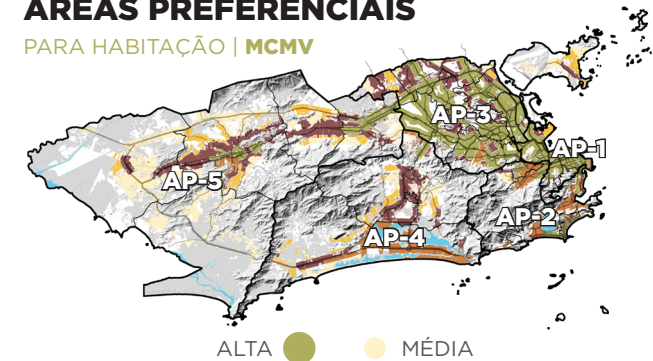 ÁREAS PREFERENCIAIS
PARA HABITAÇÃO | MCMV
AP-3
AP-1
AP-5
AP-2
AP-4
ALTA
MÉDIA